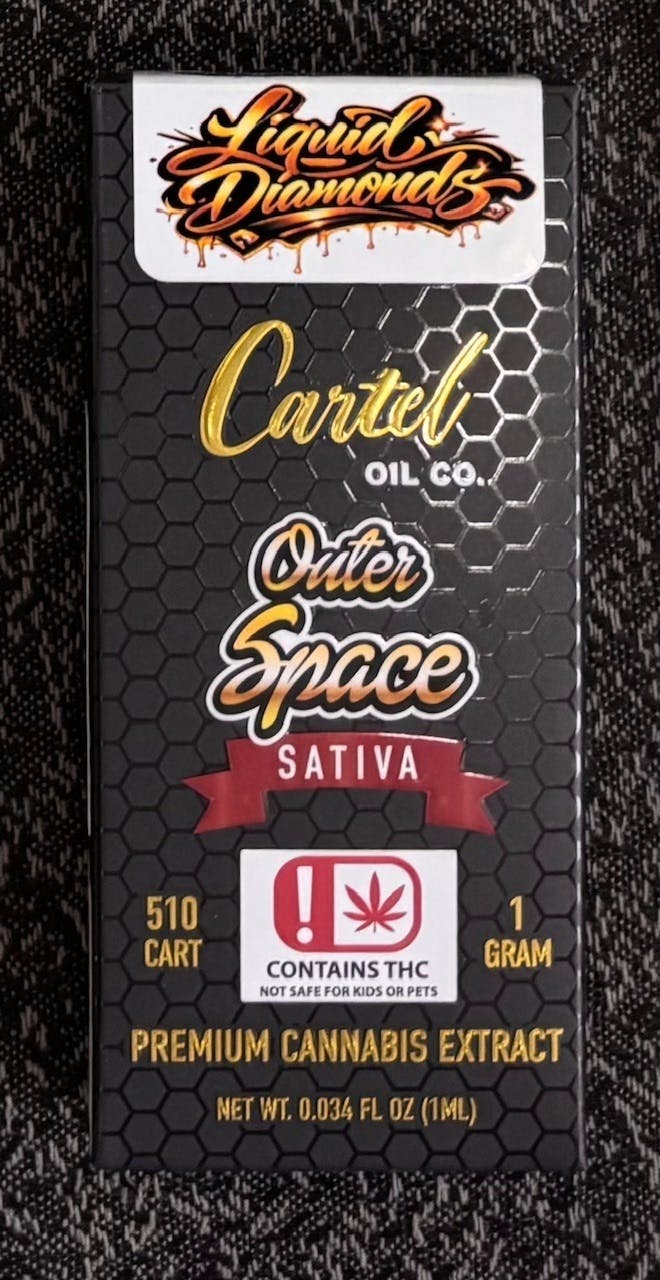 Liquid
Diamonds
Cartel
OIL CO.
Outer
Space
SATIVA
510
CART
CONTAINS THC
NOT SAFE FOR KIDS OR PETS
1
GRAM
PREMIUM CANNABIS EXTRACT
NET WT. 0.034 FL OZ (1ML)